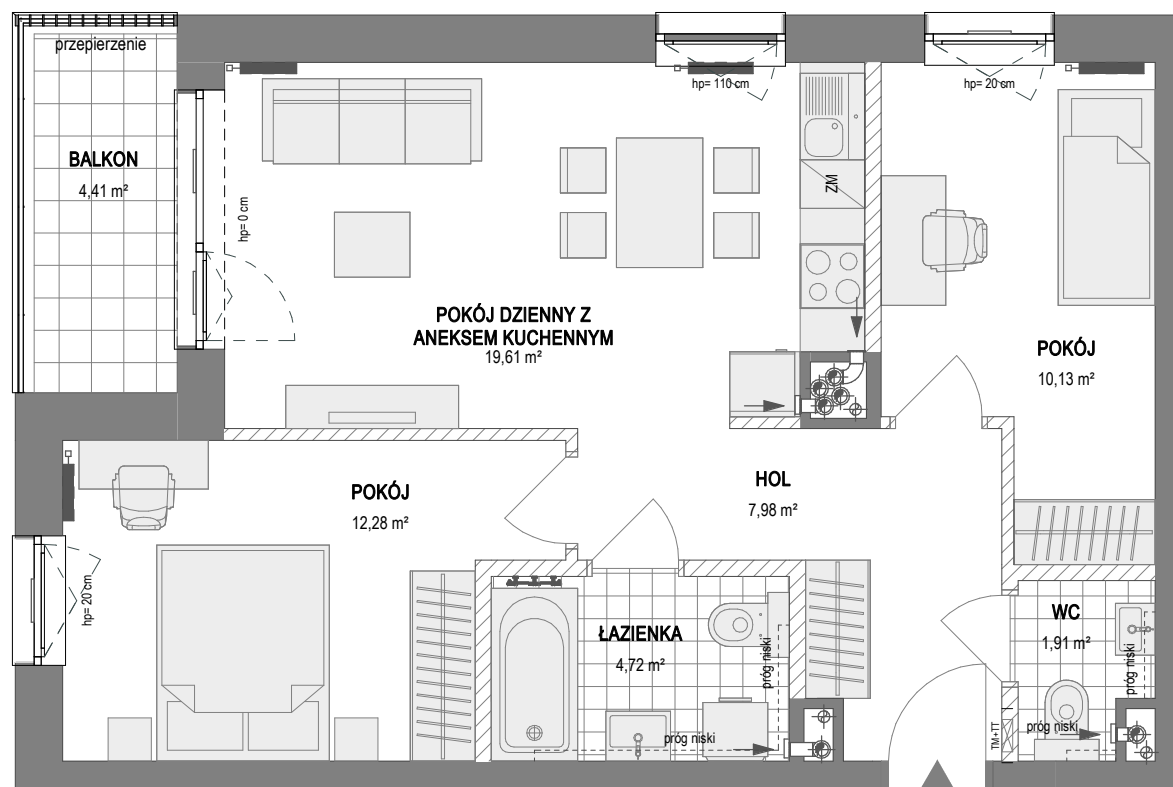 przepierzenie
BALKON
4,41 m²
hp= 0 cm
hp= 110 cm
hp= 20 cm
ZM
POKÓJ DZIENNY Z
ANEKSEM KUCHENNYM
19,61 m²
POKÓJ
10,13 m²
POKÓJ
12,28 m²
HOL
7,98 m²
hp= 20 cm
ŁAZIENKA
4,72 m²
próg niski
próg niski
WC
1,91 m²
próg niski
próg niski
TM+TT